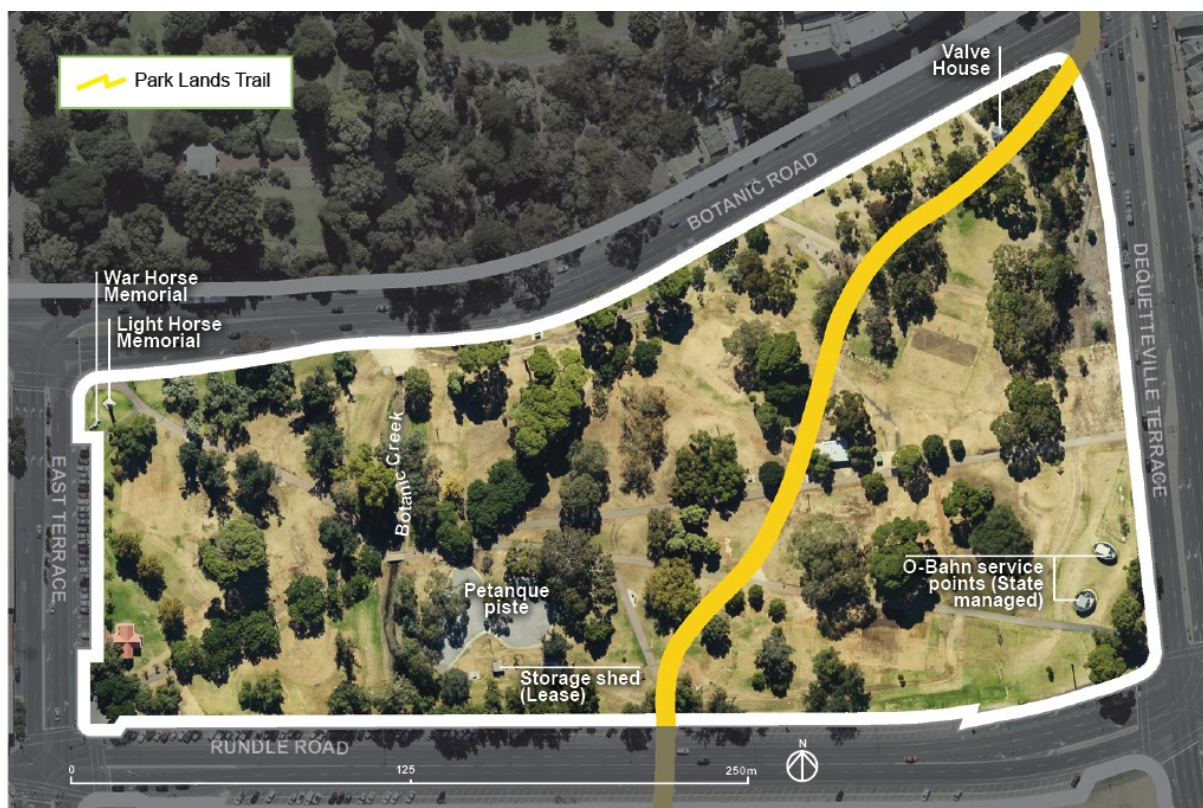 Park Lands Trail
Valve
House
BOTANIC ROAD
War Horse
Memorial
Light Horse
Memorial
DEQUETTEVILLE TERRACE
EAST TERRACE
Botanic Creek
O-Bahn service
points (State
managed)
Petanque
piste
Storage shed
(Lease)
RUNDLE ROAD
N
0
125
250m